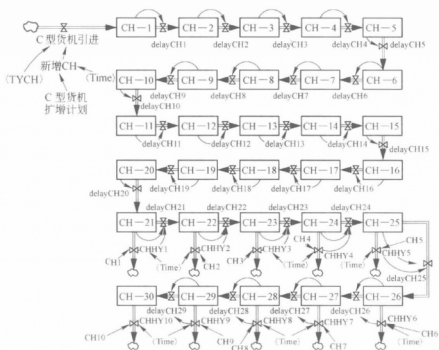 CH-1 CH-2 CH-3 CH-4 CH-5
C 型货机引进 delayCH1 delayCH2 delayCH3 delayCH4 delayCH5
新增CH
(TYCH) (Time)
C 型货机
扩增计划
CH-10 CH-9 CH-8 CH-7 CH-6
delayCH10 delayCH9 delayCH8 delayCH7 delayCH6
CH-11 CH-12 CH-13 CH-14 CH-15
delayCH11 delayCH12 delayCH13 delayCH14 delayCH15
CH-20 CH-19 CH-18 CH-17 CH-16
delayCH20 delayCH19 delayCH18 delayCH17 delayCH16
delayCH21 delayCH22 delayCH23 delayCH24
CH-21 CH-22 CH-23 CH-24 CH-25
CHHY1 CHHY2 CHHY3 CH4 CHHY4 CH5 CHHY5
CH1 (Time) CH2 CH3 (Time) (Time) delayCH25
CH-30 CH-29 CH-28 CH-27 CH-26
CHHY10 delayCH29 CHHY9 delayCH28 CHHY8 delayCH27 CHHY7 delayCH26 CHHY6
CH10 (Time) CH9 CH8 (Time) CH7 (Time) CH6